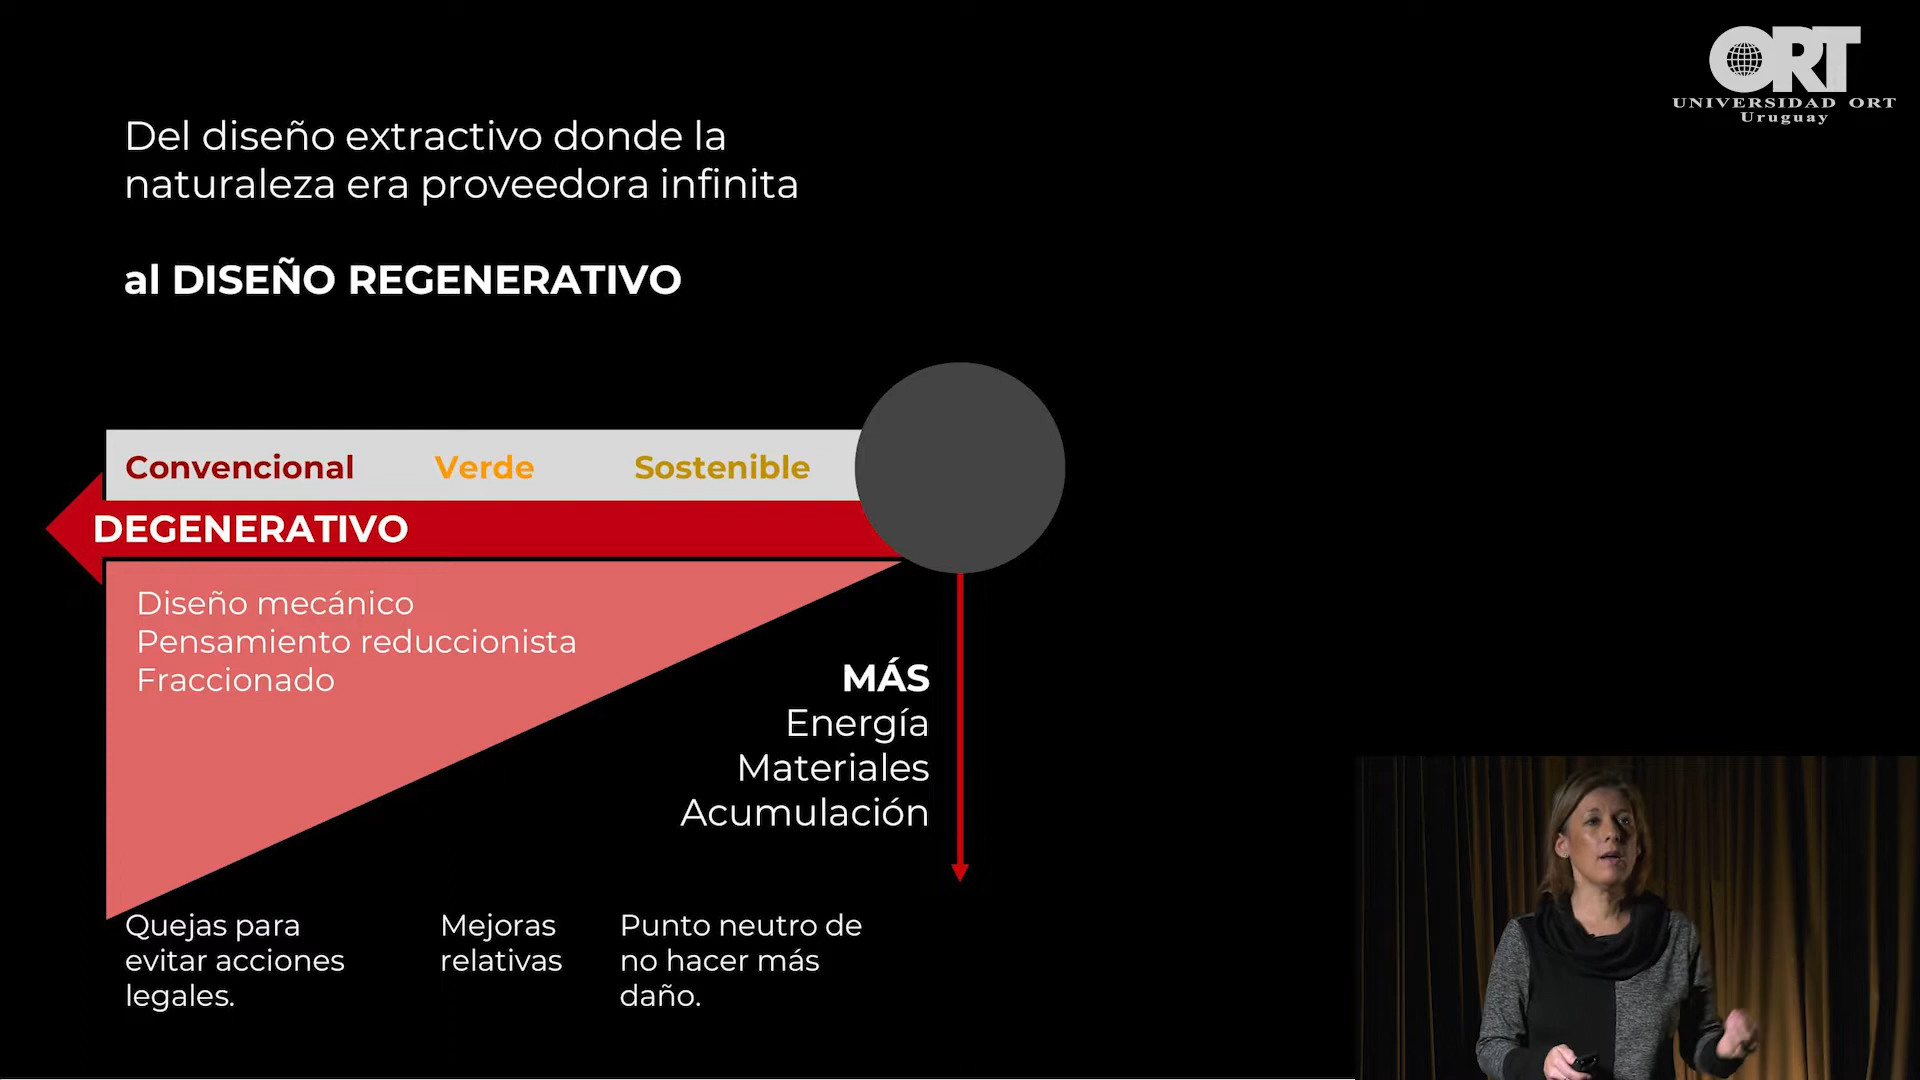 ORT
UNIVERSIDAD ORT
Uruguay
Del diseño extractivo donde la
naturaleza era proveedora infinita
al DISEÑO REGENERATIVO
Convencional
Verde
Sostenible
DEGENERATIVO
Diseño mecánico
Pensamiento reduccionista
Fraccionado
MÁS
Energía
Materiales
Acumulación
Quejas para
evitar acciones
legales.
Mejoras
relativas
Punto neutro de
no hacer más
daño.